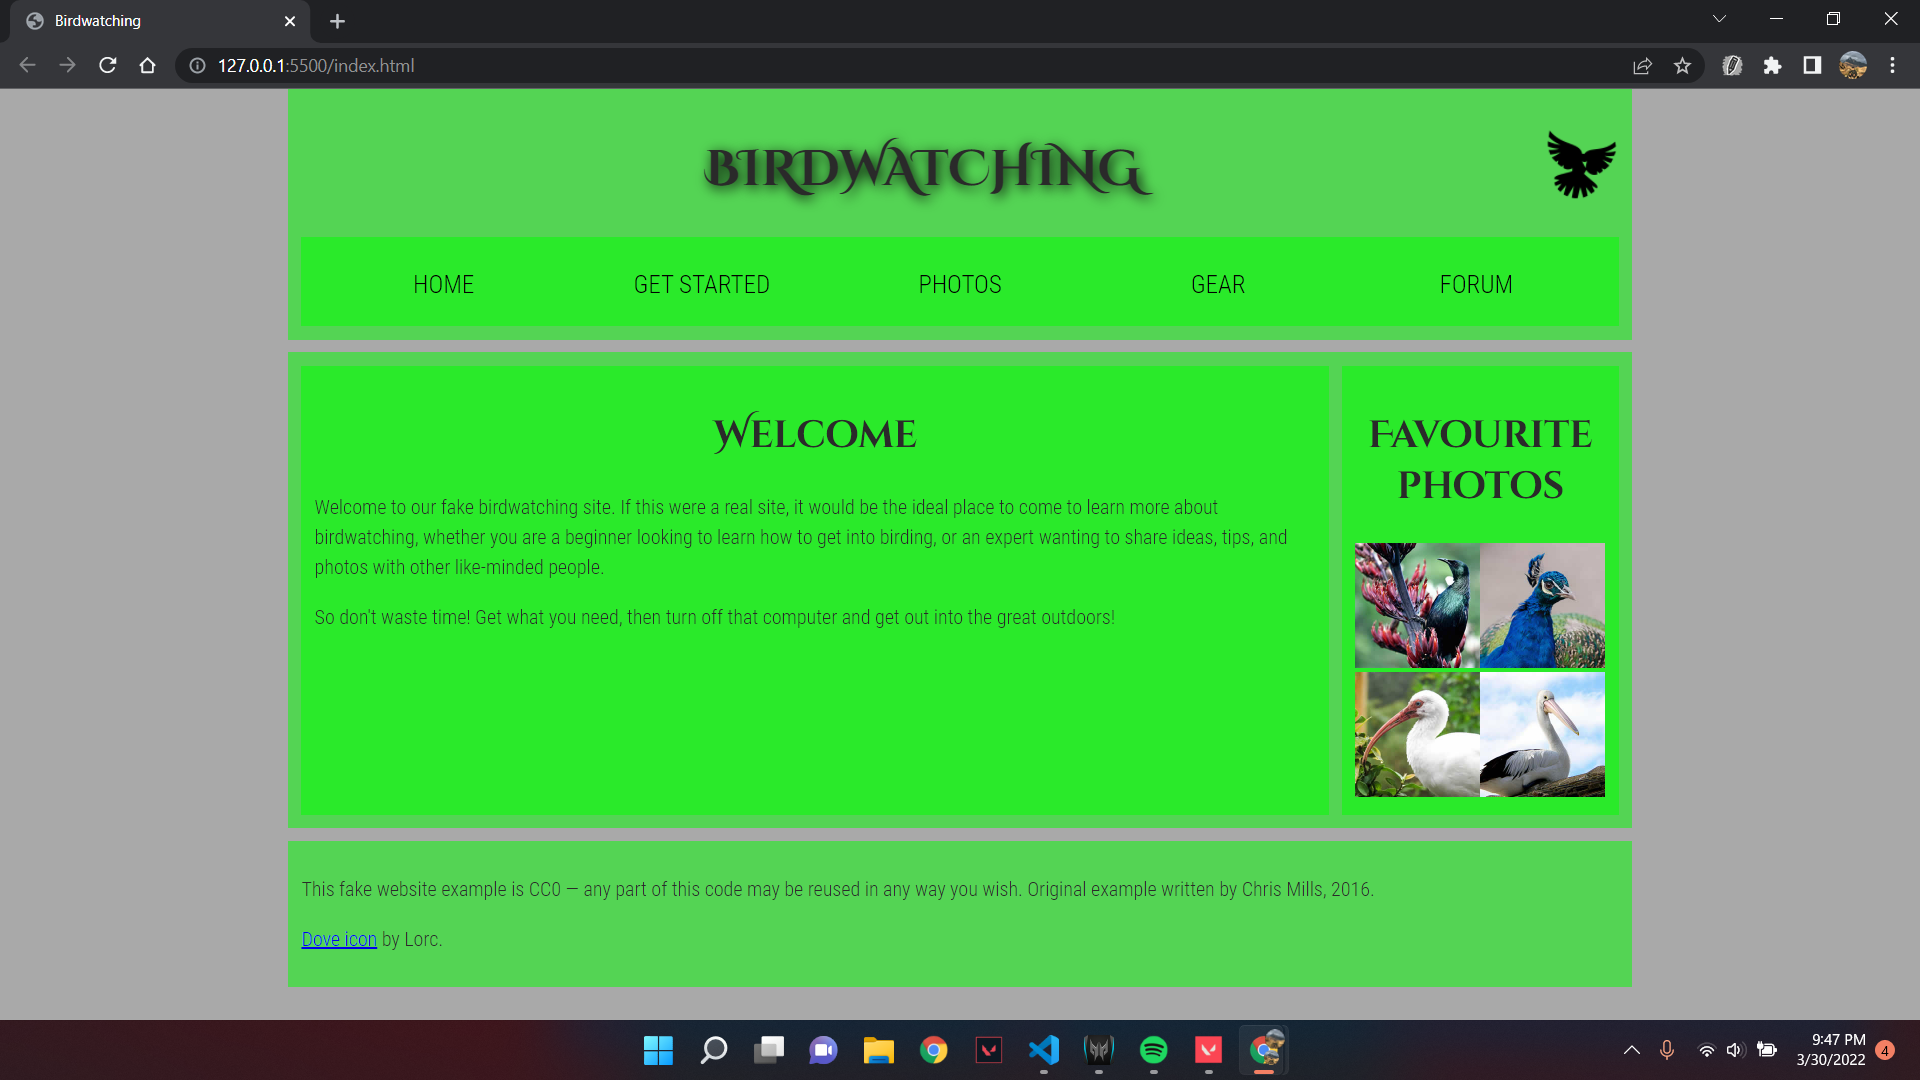 Birdwatching
127.0.0.1:5500/index.html
BIRDWATCHING
HOME GET STARTED PHOTOS GEAR FORUM
Welcome
Welcome to our fake birdwatching site. If this were a real site, it would be the ideal place to come to learn more about
birdwatching, whether you are a beginner looking to learn how to get into birding, or an expert wanting to share ideas, tips, and
photos with other like-minded people.
So don't waste time! Get what you need, then turn off that computer and get out into the great outdoors!
Favourite
photos
This fake website example is CC0 — any part of this code may be reused in any way you wish. Original example written by Chris Mills, 2016.
Dove icon by Lorc.
9:47 PM
3/30/2022
4